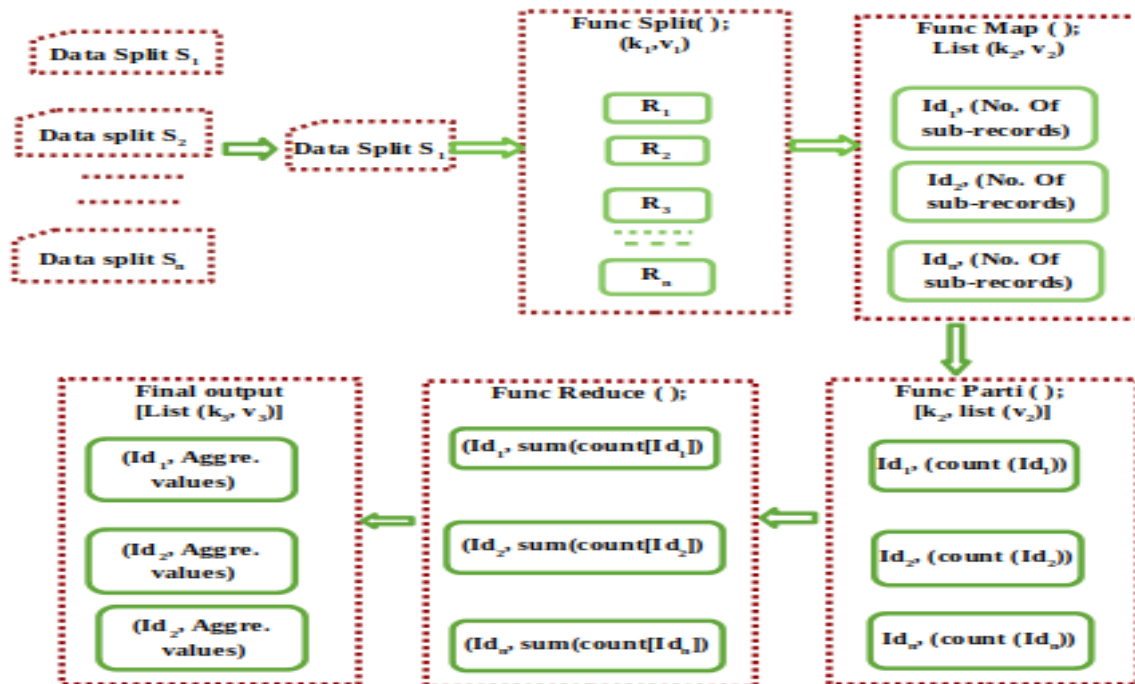 Data Split S₁
Data split S₂
Data split Sₙ
Data Split S₁
Func Split( );
(k₁,v₁)
R₁
R₂
R₃
Rₙ
Func Map ( );
List (k₂, v₂)
Id₁, (No. Of
sub-records)
Id₂, (No. Of
sub-records)
Idₙ, (No. Of
sub-records)
Func Parti ( );
[k₂, list (v₂)]
Id₁, (count (Id₁))
Id₂, (count (Id₂))
Idₙ, (count (Idₙ))
Func Reduce ( );
(Id₁, sum(count[Id₁])
(Id₂, sum(count[Id₂])
(Idₙ, sum(count[Idₙ])
Final output
[List (k₃, v₃)]
(Id₁, Aggre.
values)
(Id₂, Aggre.
values)
(Id₂, Aggre.
values)